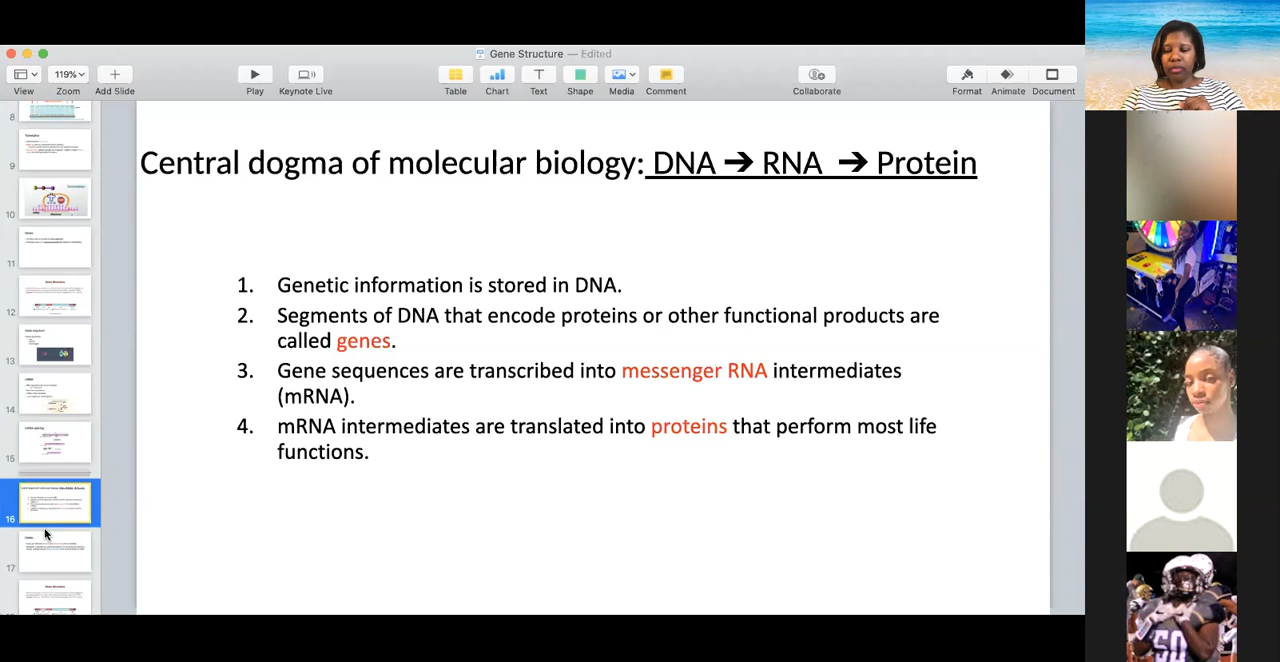 Gene Structure — Edited
119%
View Zoom Add Slide Play Keynote Live Table Chart Text Shape Media Comment Collaborate Format Animate Document
8
9
10
11
12
13
14
15
16
17
Central dogma of molecular biology: DNA ➔ RNA ➔ Protein
1. Genetic information is stored in DNA.
2. Segments of DNA that encode proteins or other functional products are
called genes.
3. Gene sequences are transcribed into messenger RNA intermediates
(mRNA).
4. mRNA intermediates are translated into proteins that perform most life
functions.
50